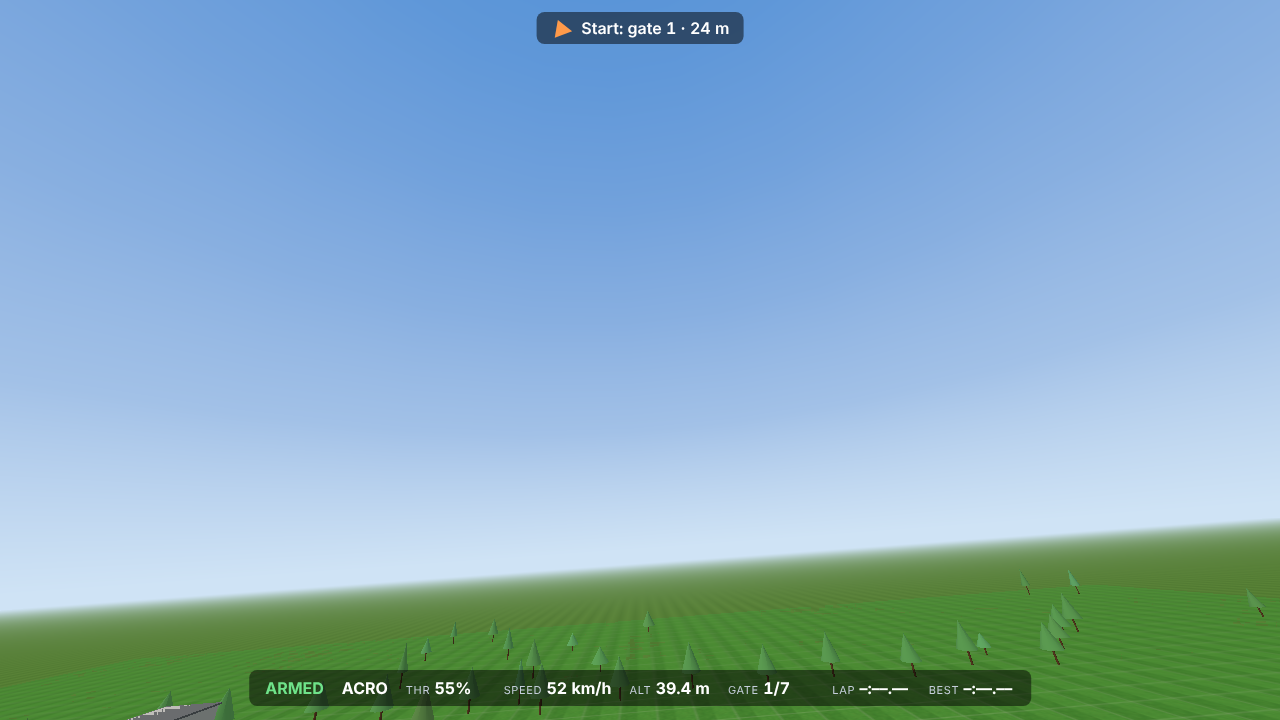 Start: gate 1 · 24 m
ARMED ACRO THR 55% SPEED 52 km/h ALT 39.4 m GATE 1/7 LAP –:––.–– BEST –:––.––